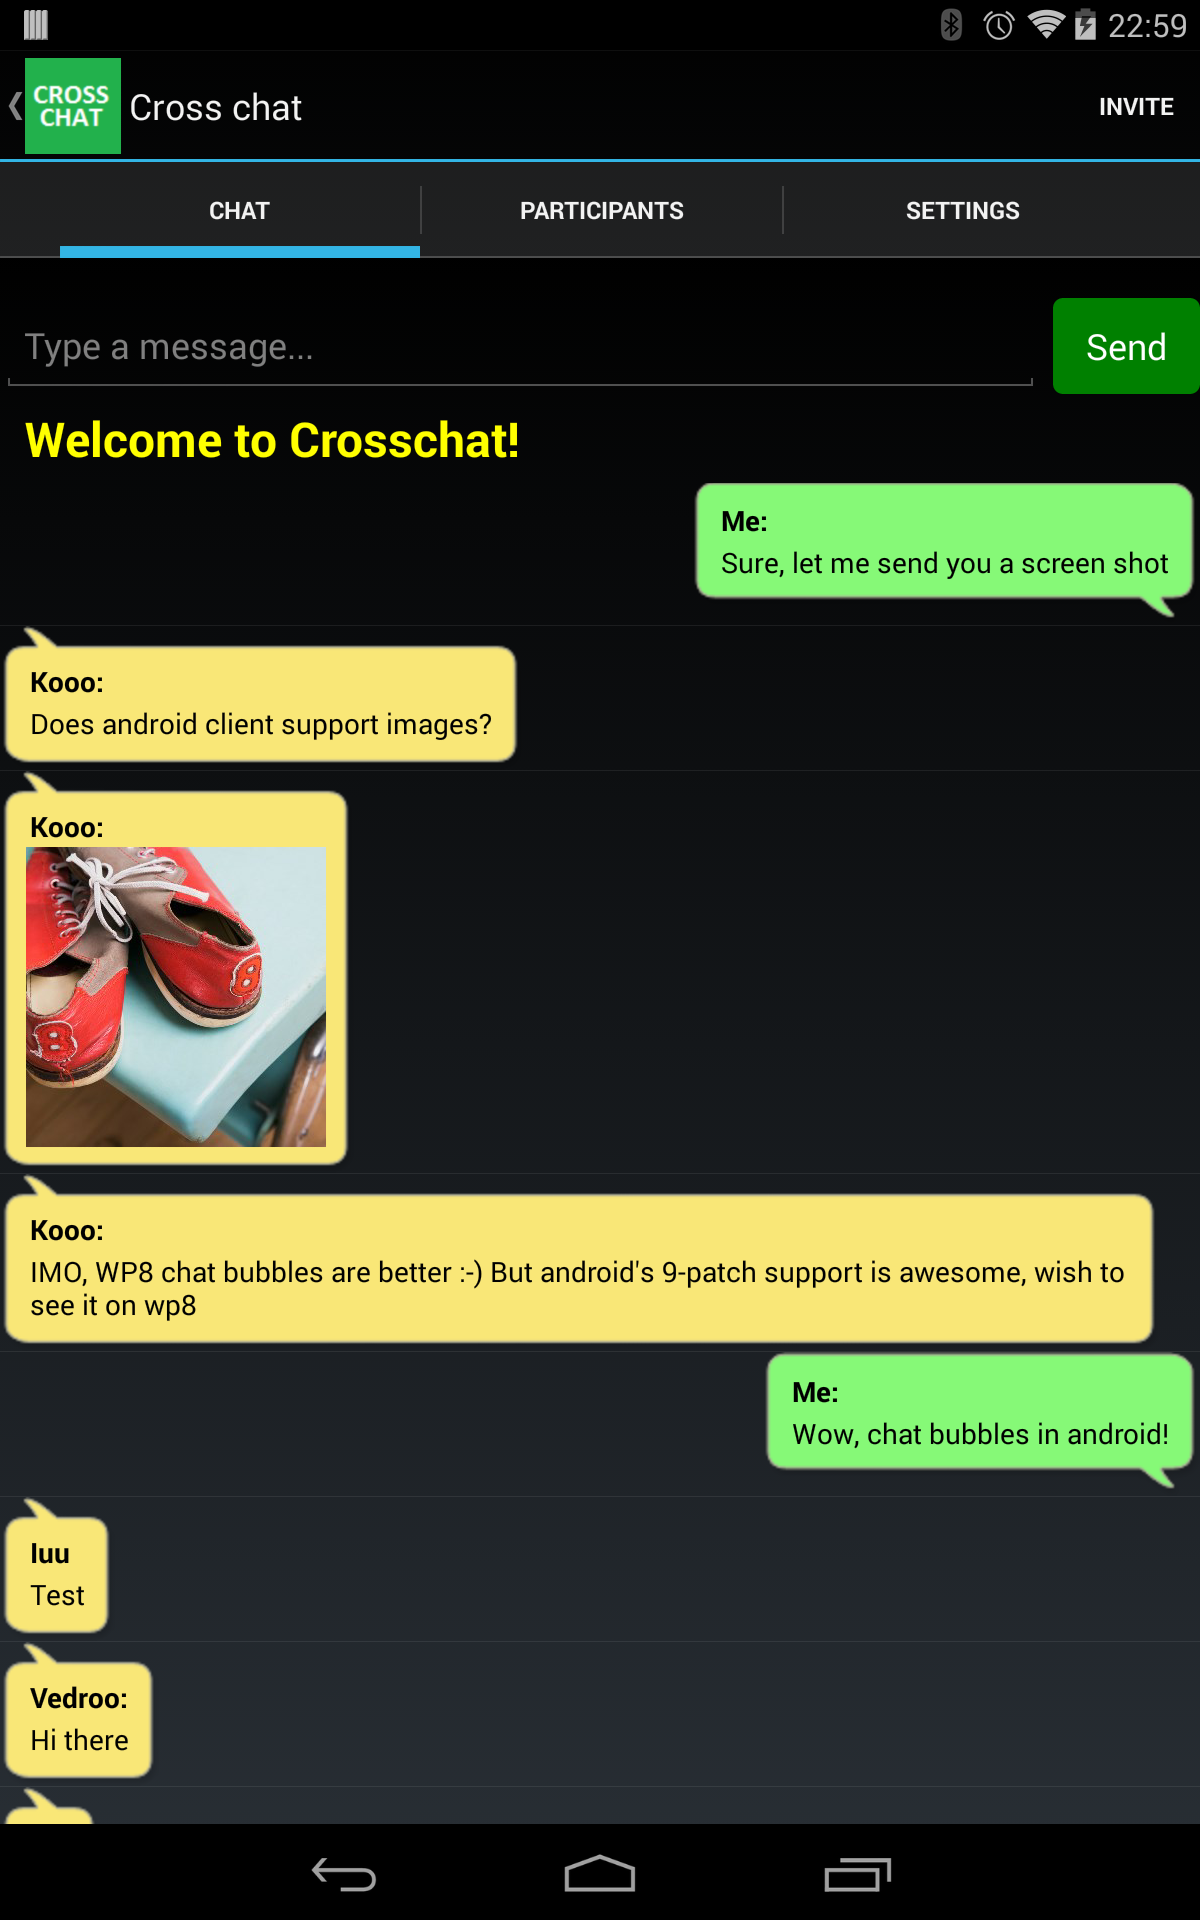 22:59
CROSS
CHAT
Cross chat
INVITE
CHAT
PARTICIPANTS
SETTINGS
Type a message...
Send
Welcome to Crosschat!
Me:
Sure, let me send you a screen shot
Kooo:
Does android client support images?
Kooo:
8
8
Kooo:
IMO, WP8 chat bubbles are better :-) But android's 9-patch support is awesome, wish to
see it on wp8
Me:
Wow, chat bubbles in android!
luu
Test
Vedroo:
Hi there